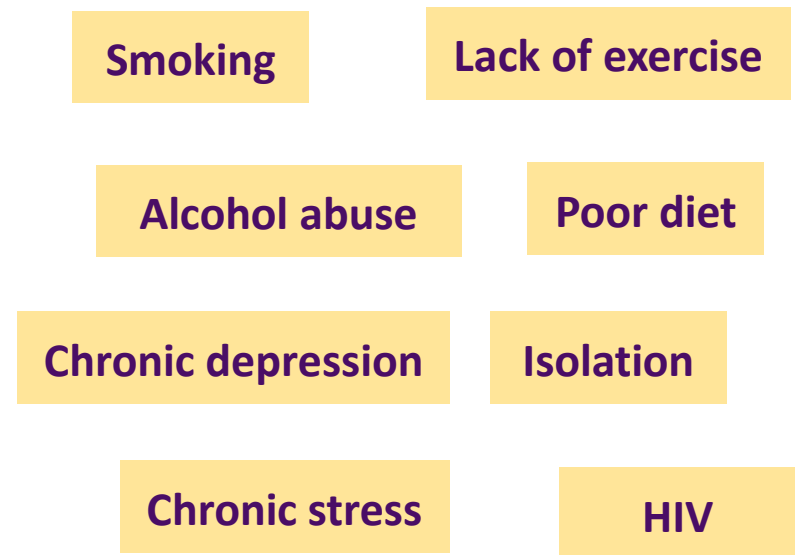 Smoking
Lack of exercise
Alcohol abuse
Poor diet
Chronic depression
Isolation
Chronic stress
HIV